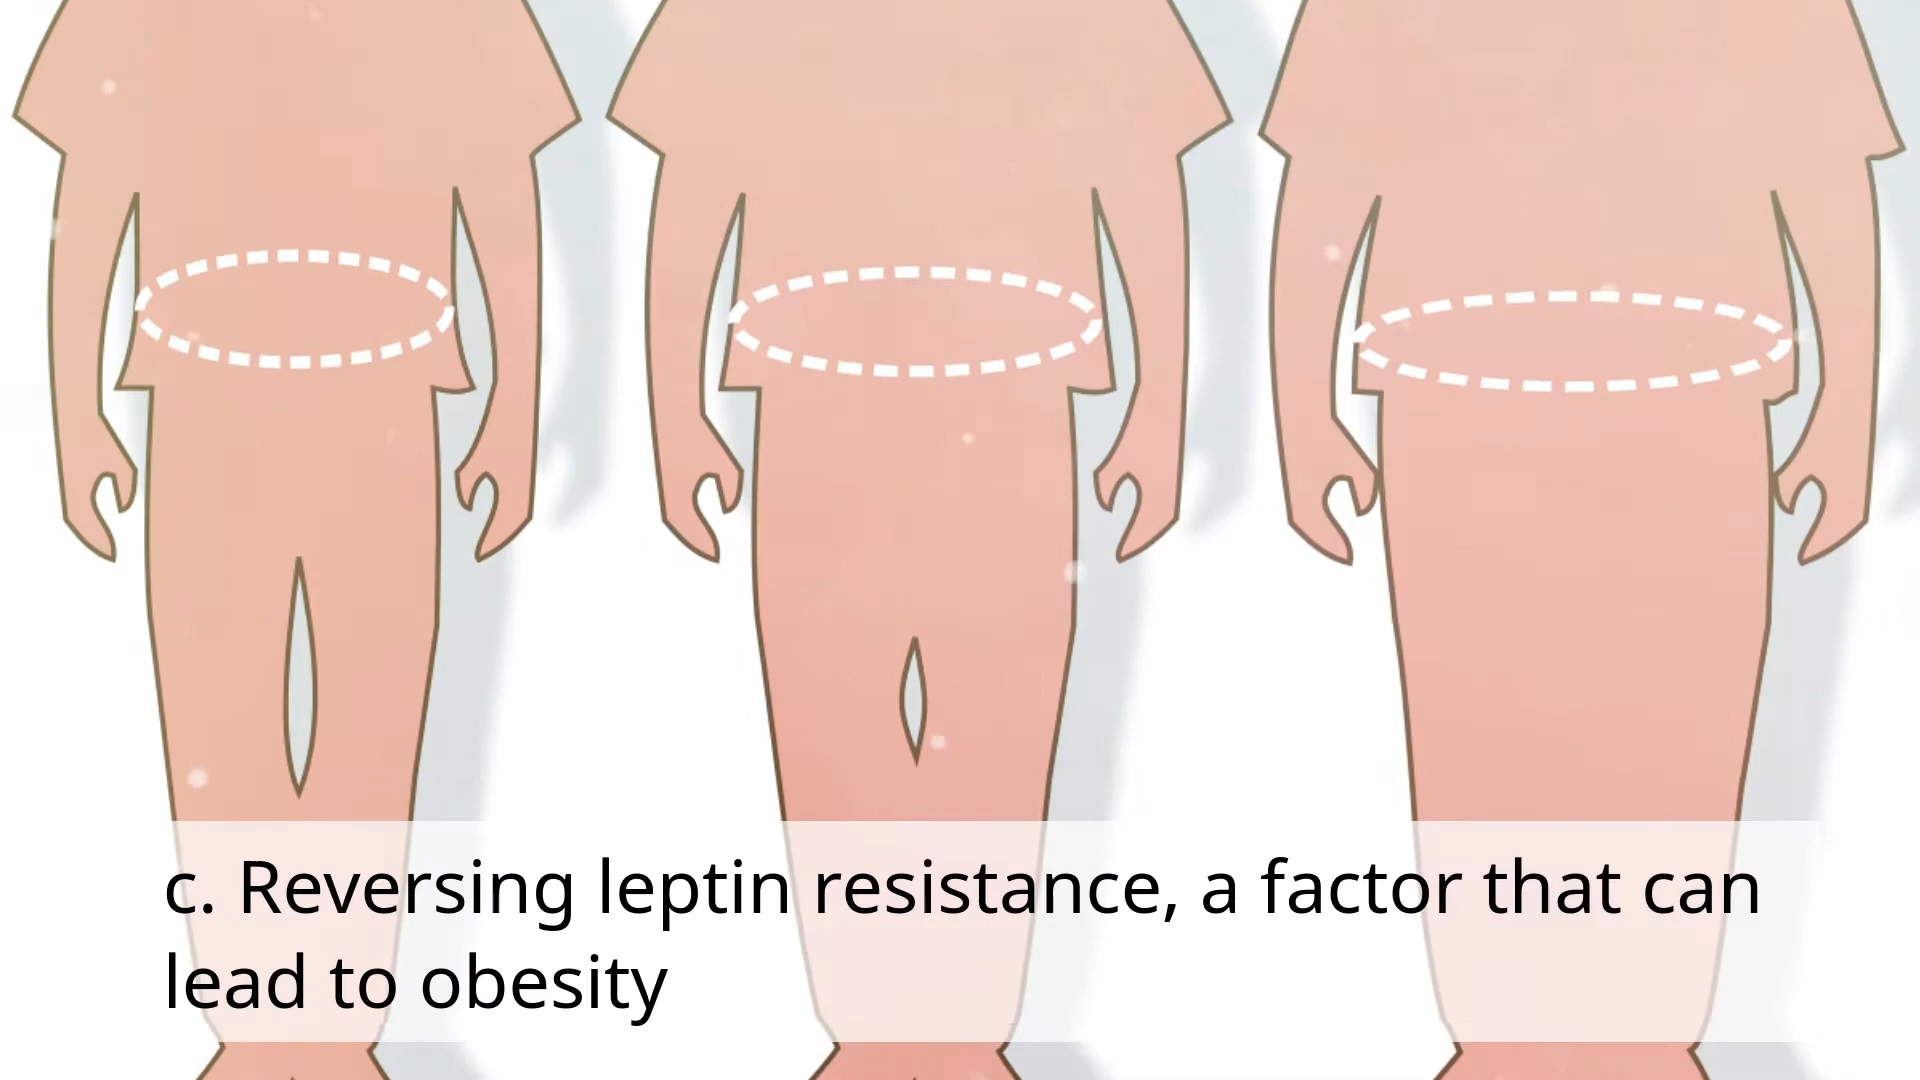 c. Reversing leptin resistance, a factor that can
lead to obesity